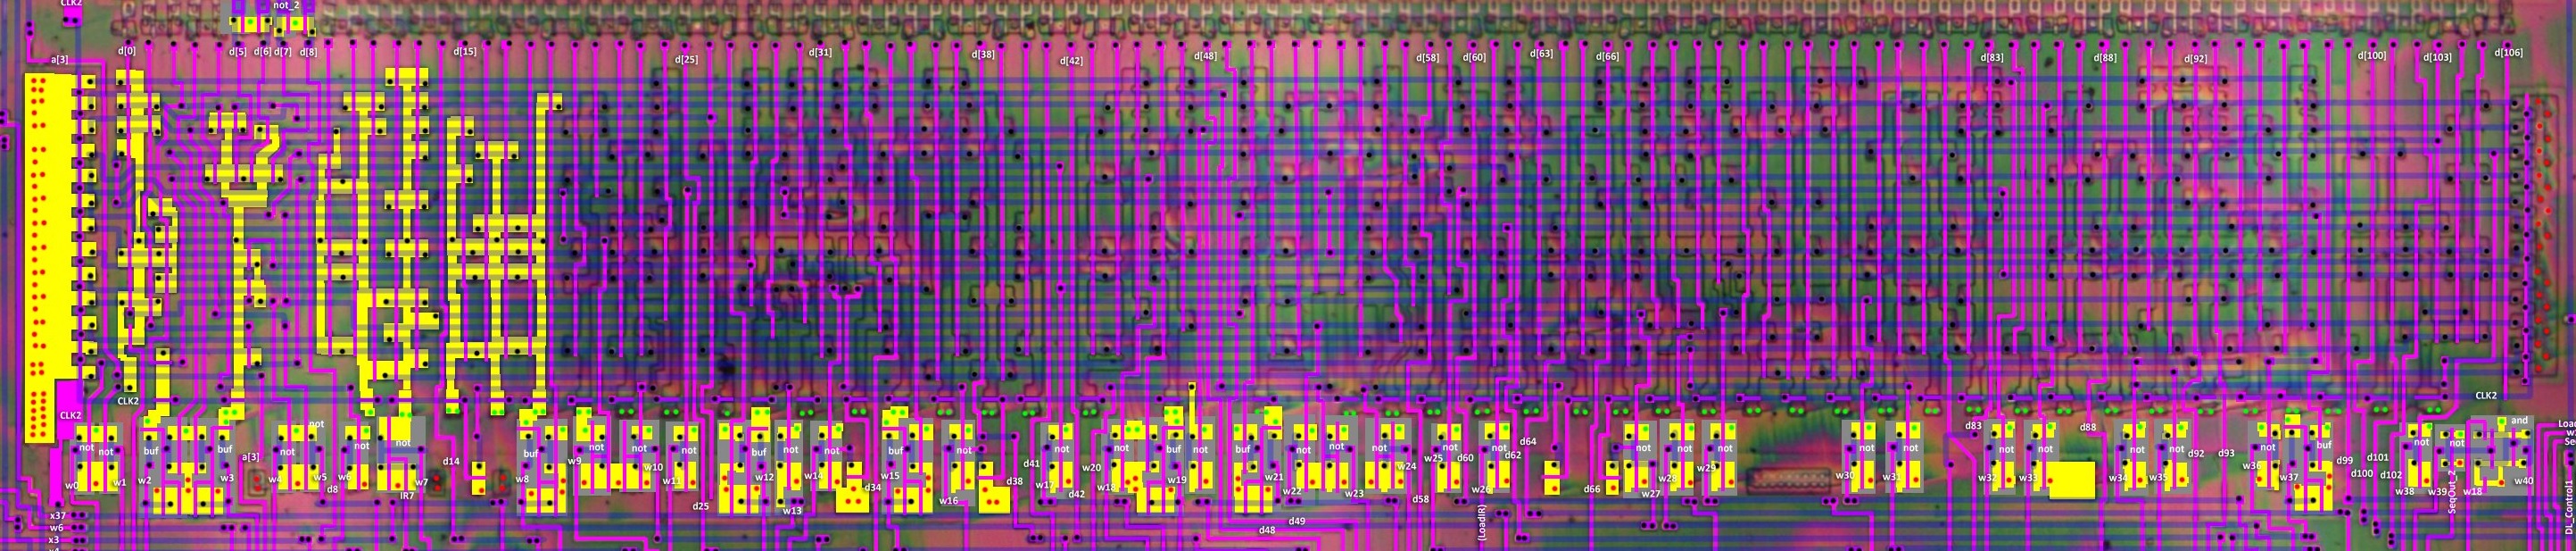 CLK2
not_2
d[0]
d[5]
d[6]
d[7]
d[8]
d[15]
d[25]
d[31]
d[38]
d[42]
d[48]
d[58]
d[60]
d[63]
d[66]
d[83]
d[88]
d[92]
d[100]
d[103]
d[106]
a[3]
CLK2
CLK2
CLK2
not
not
buf
buf
a[3]
not
not
not
not
d14
buf
not
not
not
buf
not
not
buf
not
d41
not
not
buf
not
buf
not
not
not
not
not
d64
d60
d62
not
not
not
not
not
d83
not
not
d88
not
not
d92
d93
not
buf
d99
d101
d100
d102
not
not
and
w0
w1
w2
w3
w4
w5
d8
w6
IR7
w7
w8
w9
w10
w11
d25
w12
w13
w14
d34
w15
w16
d38
w17
d42
w20
w18
w19
w21
w22
w23
w24
d58
w25
w26
d66
w27
w28
w29
w30
w31
w32
w33
w34
w35
w36
w37
w38
w39
w18
w40
d48
d49
(LoadIR)
SeqOut_2
DL_Control1
x37
w6
x3